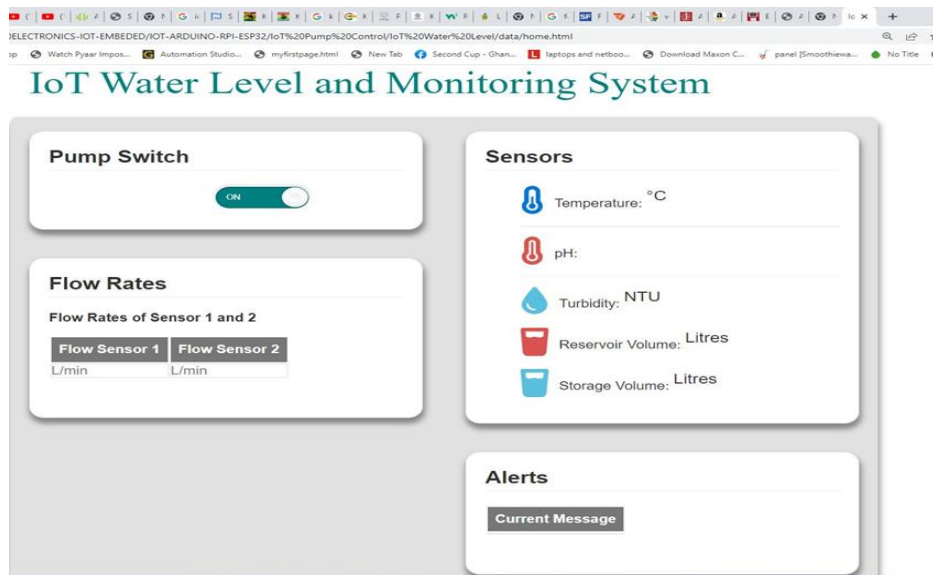 ELECTRONICS-IOT-EMBEDED/IOT-ARDUINO-RPI-ESP32/IoT%20Pump%20Control/IoT%20Water%20Level/data/home.html
Watch Pyaar Impos... Automation Studio... myfirstpage.html New Tab Second Cup - Ghan... laptops and netboo... Download Maxon C... panel [Smoothiewa... No Title
IoT Water Level and Monitoring System
Pump Switch
ON
Flow Rates
Flow Rates of Sensor 1 and 2
Flow Sensor 1 Flow Sensor 2
L/min L/min
Sensors
Temperature: °C
pH:
Turbidity: NTU
Reservoir Volume: Litres
Storage Volume: Litres
Alerts
Current Message